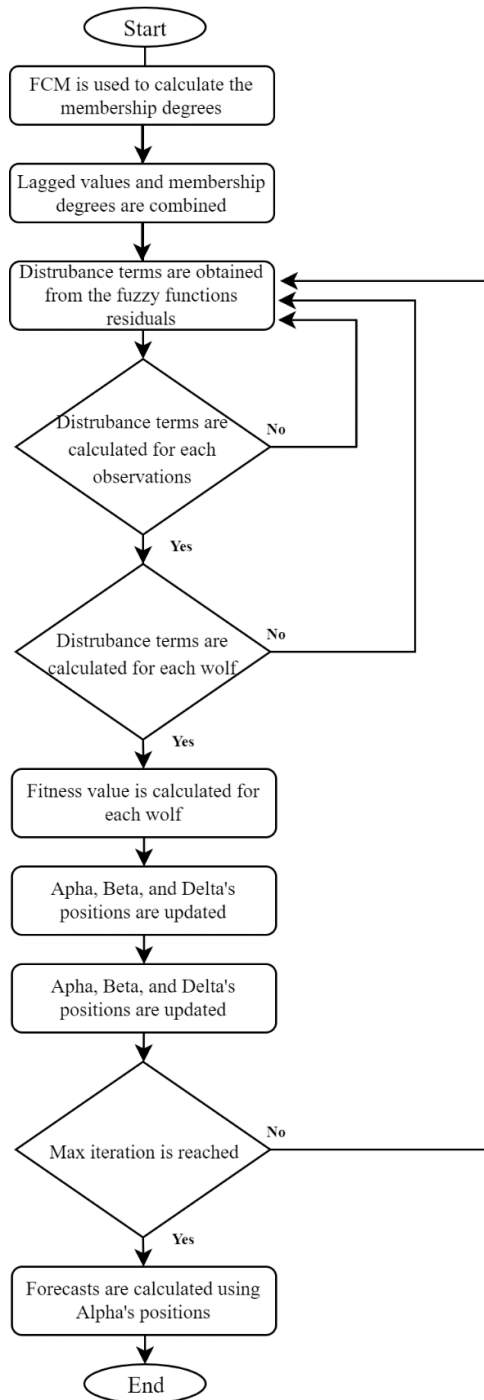 Start
FCM is used to calculate the
membership degrees
Lagged values and membership
degrees are combined
Distrubance terms are obtained
from the fuzzy functions
residuals
Distrubance terms are
calculated for each
observations
No
Yes
Distrubance terms are
calculated for each wolf
No
Yes
Fitness value is calculated for
each wolf
Apha, Beta, and Delta's
positions are updated
Apha, Beta, and Delta's
positions are updated
Max iteration is reached
No
Yes
Forecasts are calculated using
Alpha's positions
End